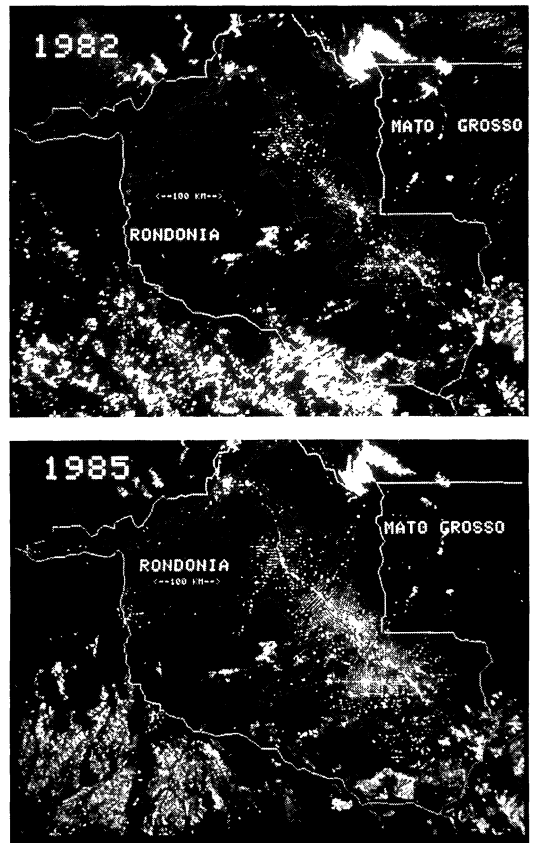 1982
MATO GROSSO
<--100 KM-->
RONDONIA
1985
MATO GROSSO
RONDONIA
<--100 KM-->